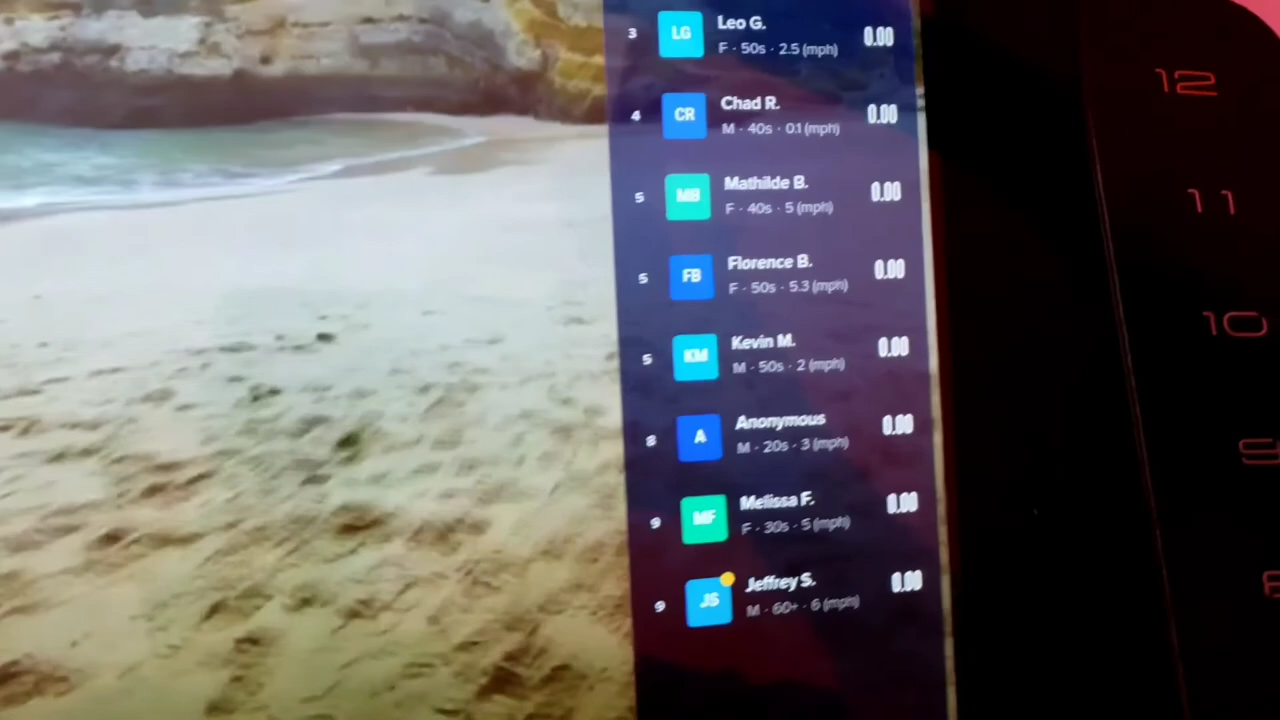 3 LG Leo G. 0.00
F · 50s · 2.5 (mph)
4 CR Chad R. 0.00
M · 40s · 0.1 (mph)
5 MB Mathilde B. 0.00
F · 40s · 5 (mph)
5 FB Florence B. 0.00
F · 50s · 5.3 (mph)
5 KM Kevin M. 0.00
M · 50s · 2 (mph)
8 A Anonymous 0.00
M · 20s · 3 (mph)
9 MF Melissa F. 0.00
F · 30s · 5 (mph)
9 JS Jeffrey S. 0.00
M · 60+ · 6 (mph)
12
11
10
9